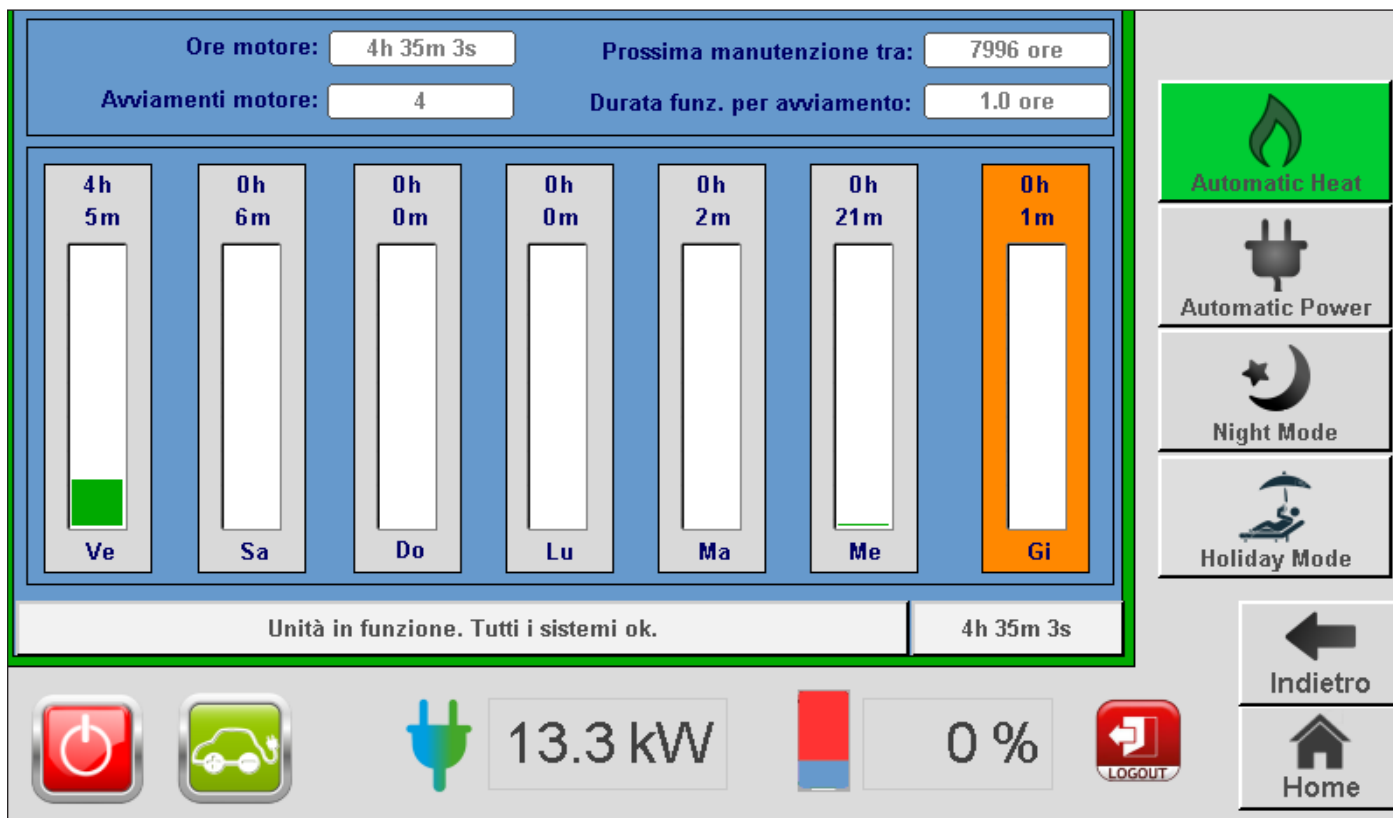 Ore motore: 4h 35m 3s Prossima manutenzione tra: 7996 ore
Avviamenti motore: 4 Durata funz. per avviamento: 1.0 ore
4h 0h 0h 0h 0h 0h 0h
5m 6m 0m 0m 2m 21m 1m
Ve Sa Do Lu Ma Me Gi
Unità in funzione. Tutti i sistemi ok. 4h 35m 3s
13.3 kW 0 % LOGOUT
Automatic Heat
Automatic Power
Night Mode
Holiday Mode
Indietro
Home